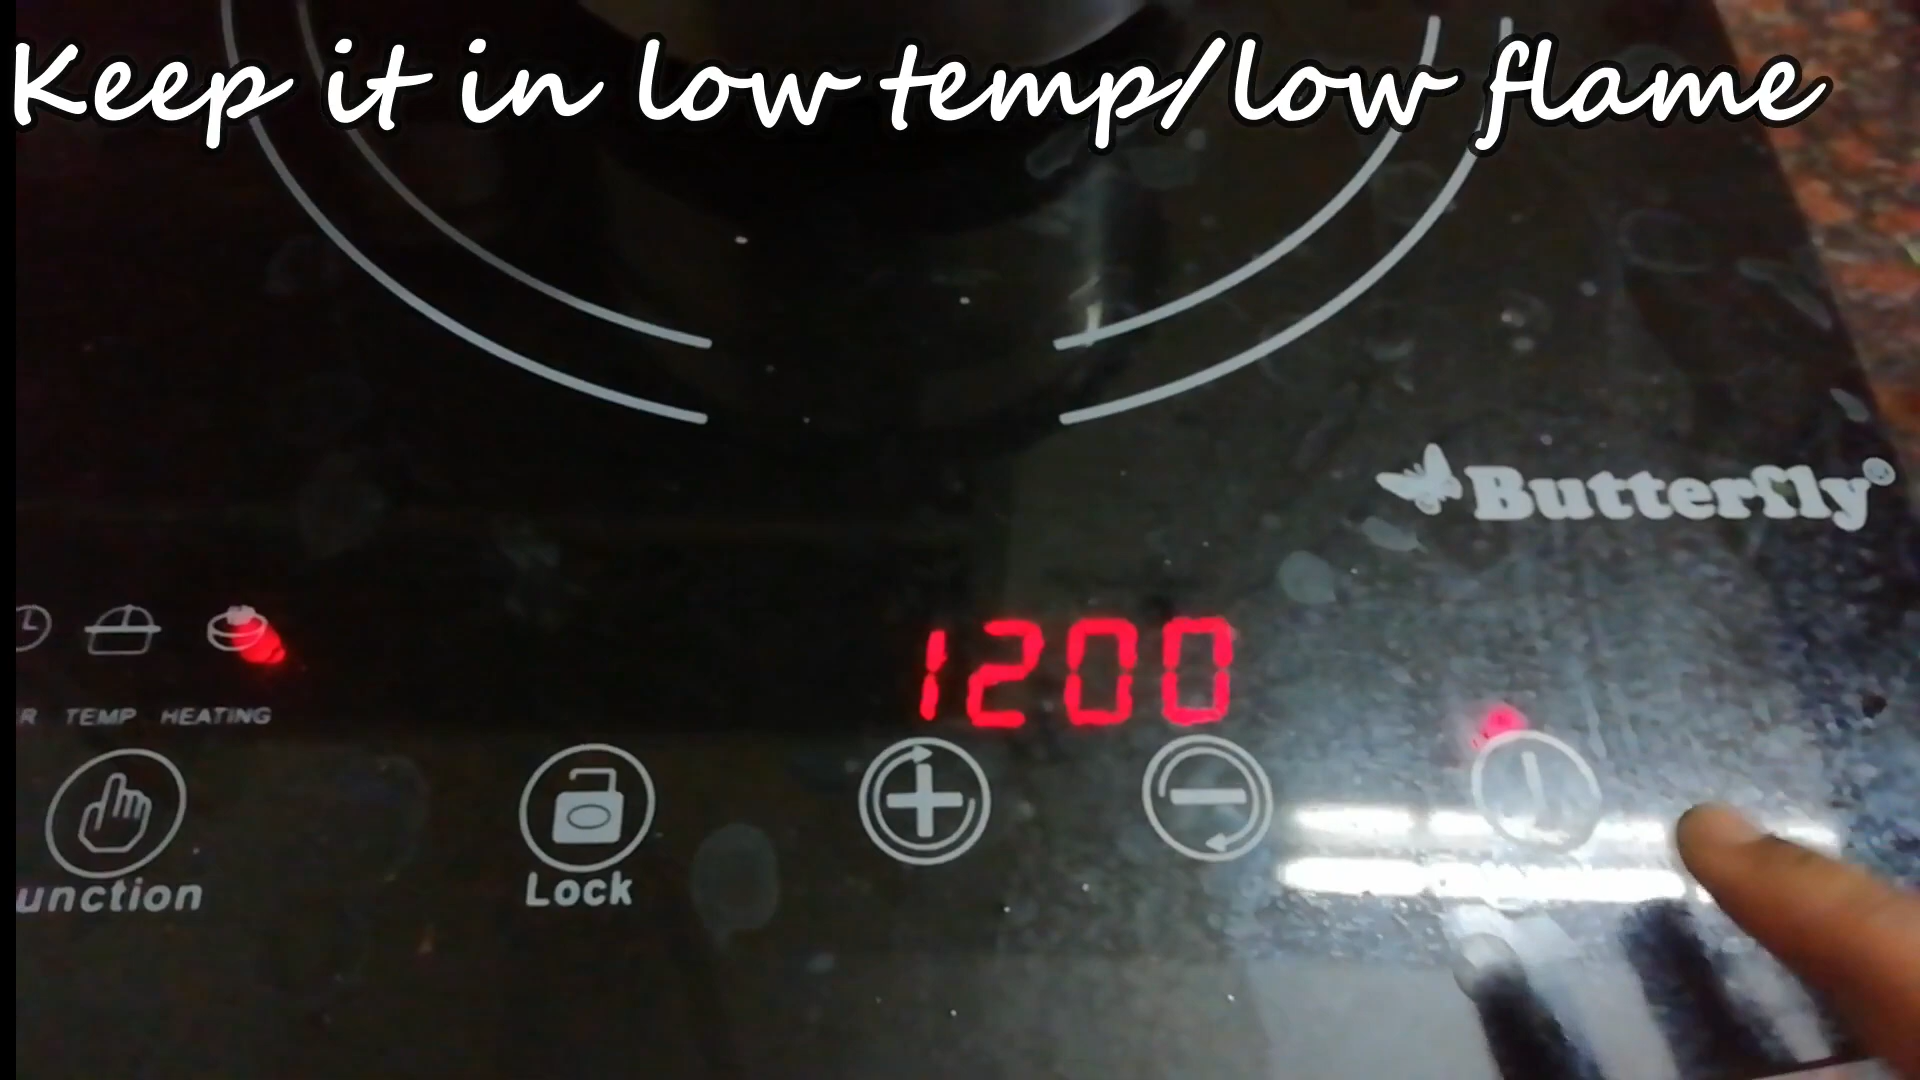 Keep it in low temp/low flame
Butterfly®
R TEMP HEATING
1200
unction
Lock